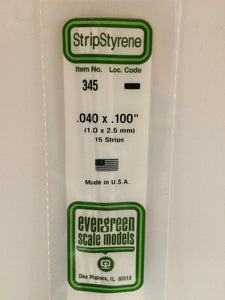 StripStyrene
Item No. Loc. Code
345
.040 x .100"
(1.0 x 2.5 mm)
15 Strips
Made in U.S.A.
evergreen
scale models
Des Plaines, IL 60018